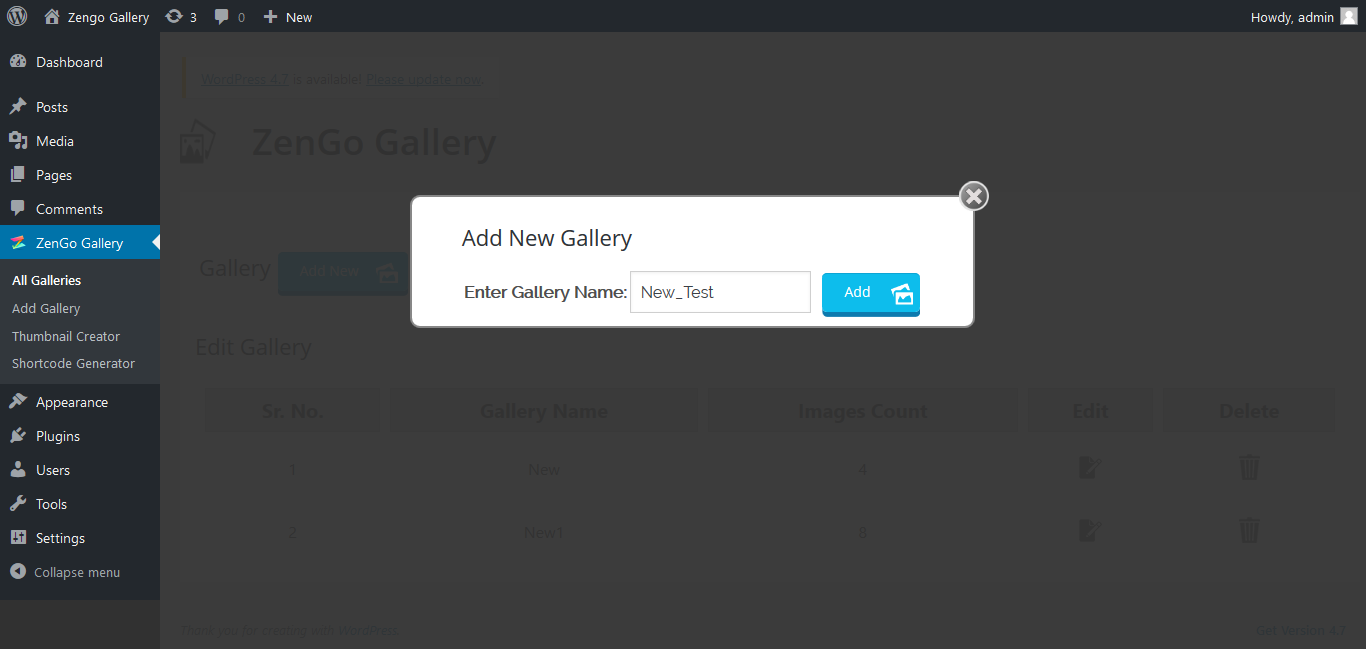 Zengo Gallery 3 0 New Howdy, admin
Dashboard
Posts
Media
Pages
Comments
ZenGo Gallery
All Galleries
Add Gallery
Thumbnail Creator
Shortcode Generator
Appearance
Plugins
Users
Tools
Settings
Collapse menu
WordPress 4.7 is available! Please update now.
ZenGo Gallery
Gallery Add New
Add New Gallery
Enter Gallery Name: New_Test Add
Edit Gallery
Sr. No. Gallery Name Images Count Edit Delete
1 New 4
2 New1 8
Thank you for creating with WordPress. Get Version 4.7